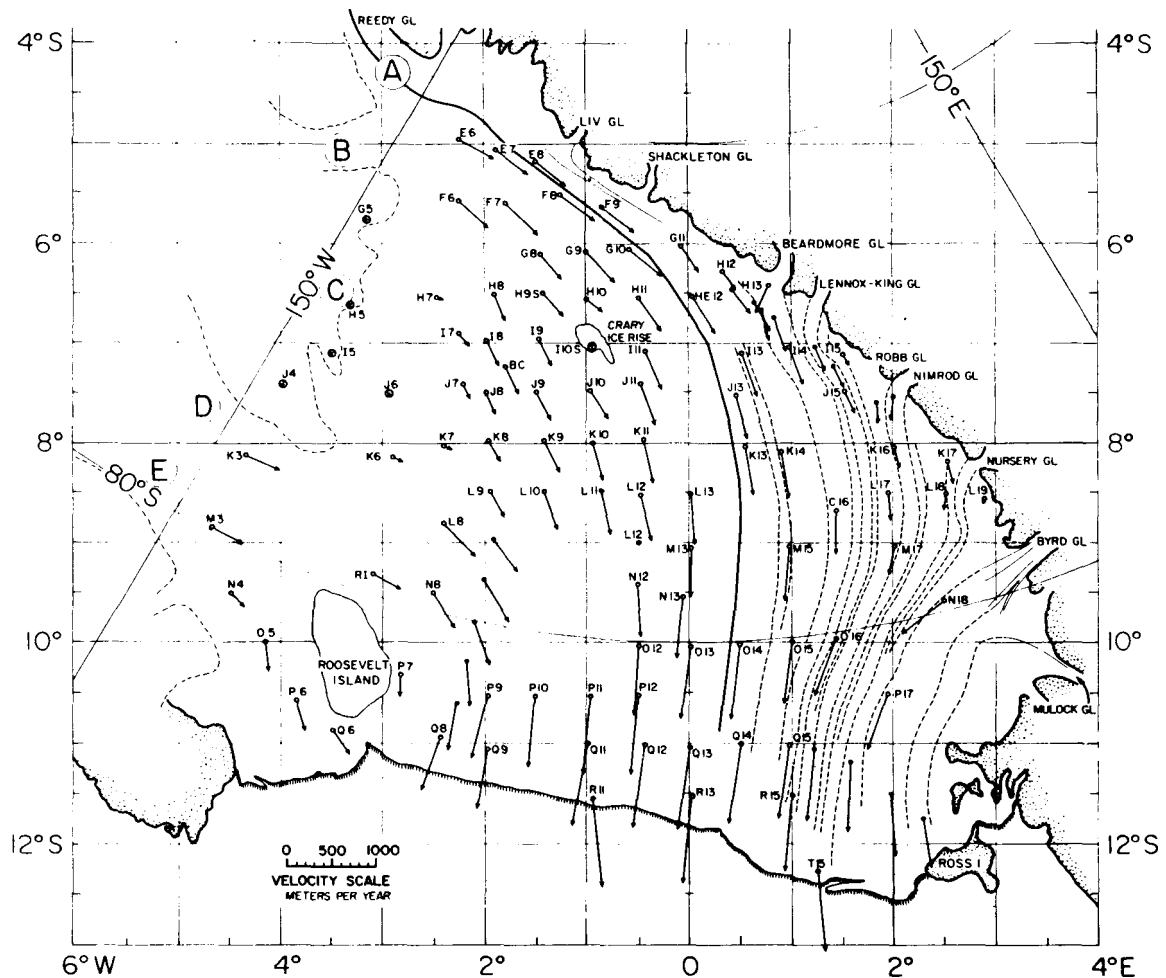 REEDY GL
4°S
4°S
A
150°E
LIV GL
E6
E7
E8
B
SHACKLETON GL
F6
F7
F8
F9
G5
6°
6°
G8
G9
G10
G11
BEARDMORE GL
150°W
H12
H13
LENNOX-KING GL
C
H5
H7
H8
H9S
H10
H11
HE12
CRARY
ICE RISE
I5
I7
I8
I9
I10S
I11
I13
I14
I15
ROBB GL
BC
NIMROD GL
J4
J6
J7
J8
J9
J10
J11
J13
J15
D
8°
8°
K3
K6
K7
K8
K9
K10
K11
K13
K14
K16
K17
NURSERY GL
E
80°S
L9
L10
L11
L12
L13
L17
L18
L19
C16
M3
L8
L12
M13
M15
M17
BYRD GL
N4
RI
N8
N12
N13
N18
10°
10°
O5
O12
O13
O14
O15
O16
ROOSEVELT
ISLAND
P7
P6
P9
P10
P11
P12
P17
MULOCK GL
Q6
Q8
Q9
Q11
Q12
Q13
Q14
Q15
R11
R13
R15
12°S
12°S
0 500 1000
VELOCITY SCALE
METERS PER YEAR
T15
ROSS I
6°W
4°
2°
0
2°
4°E